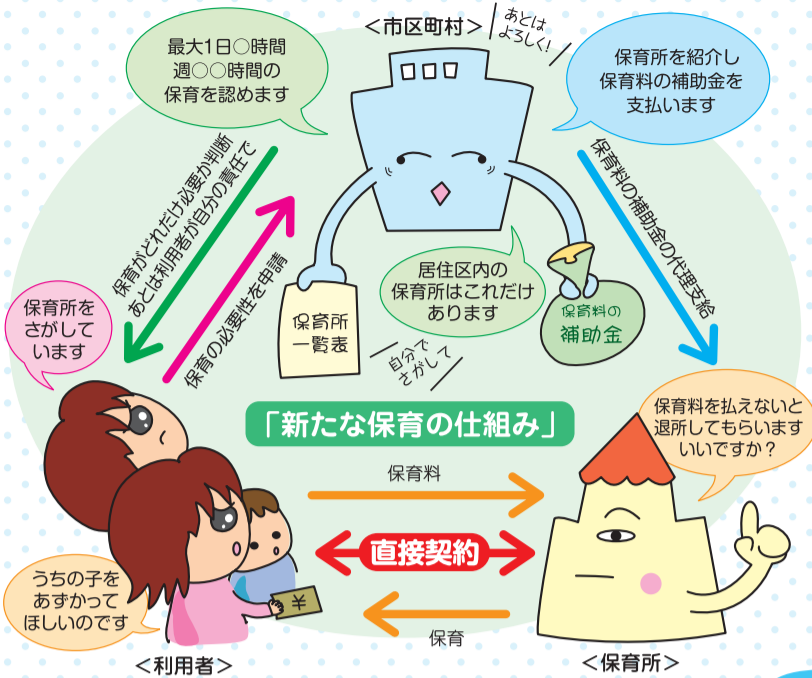 <市区町村>
あとは
よろしく!
最大1日○時間
週○○時間の
保育を認めます
保育所を紹介し
保育料の補助金を
支払います
保育がどれだけ必要か判断
あとは利用者が自分の責任で
保育の必要性を申請
保育料の補助金の代理支給
居住区内の
保育所はこれだけ
あります
保育所
一覧表
自分で
さがして
保育料の
補助金
保育所を
さがして
います
「新たな保育の仕組み」
保育料を払えないと
退所してもらいます
いいですか?
保育料
直接契約
保育
うちの子を
あずかって
ほしいのです
¥
<利用者>
<保育所>